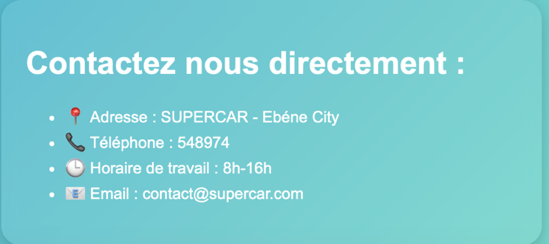 Contactez nous directement :
• 📍 Adresse : SUPERCAR - Ebéne City
• 📞 Téléphone : 548974
• 🕒 Horaire de travail : 8h-16h
• 📧 Email : contact@supercar.com